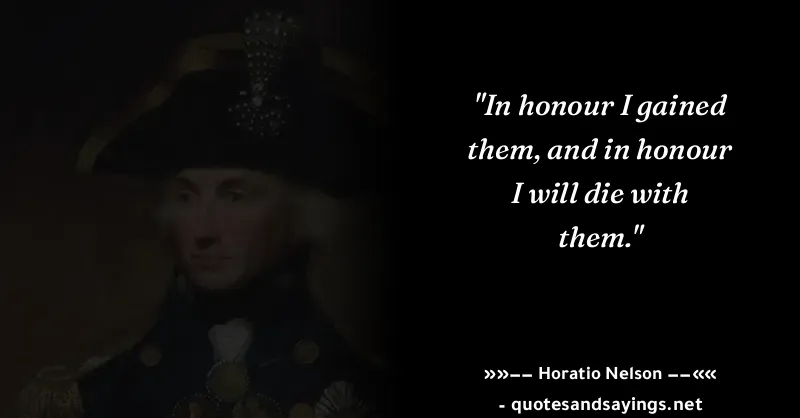 "In honour I gained
them, and in honour
I will die with
them."
»»–– Horatio Nelson ––««
- quotesandsayings.net